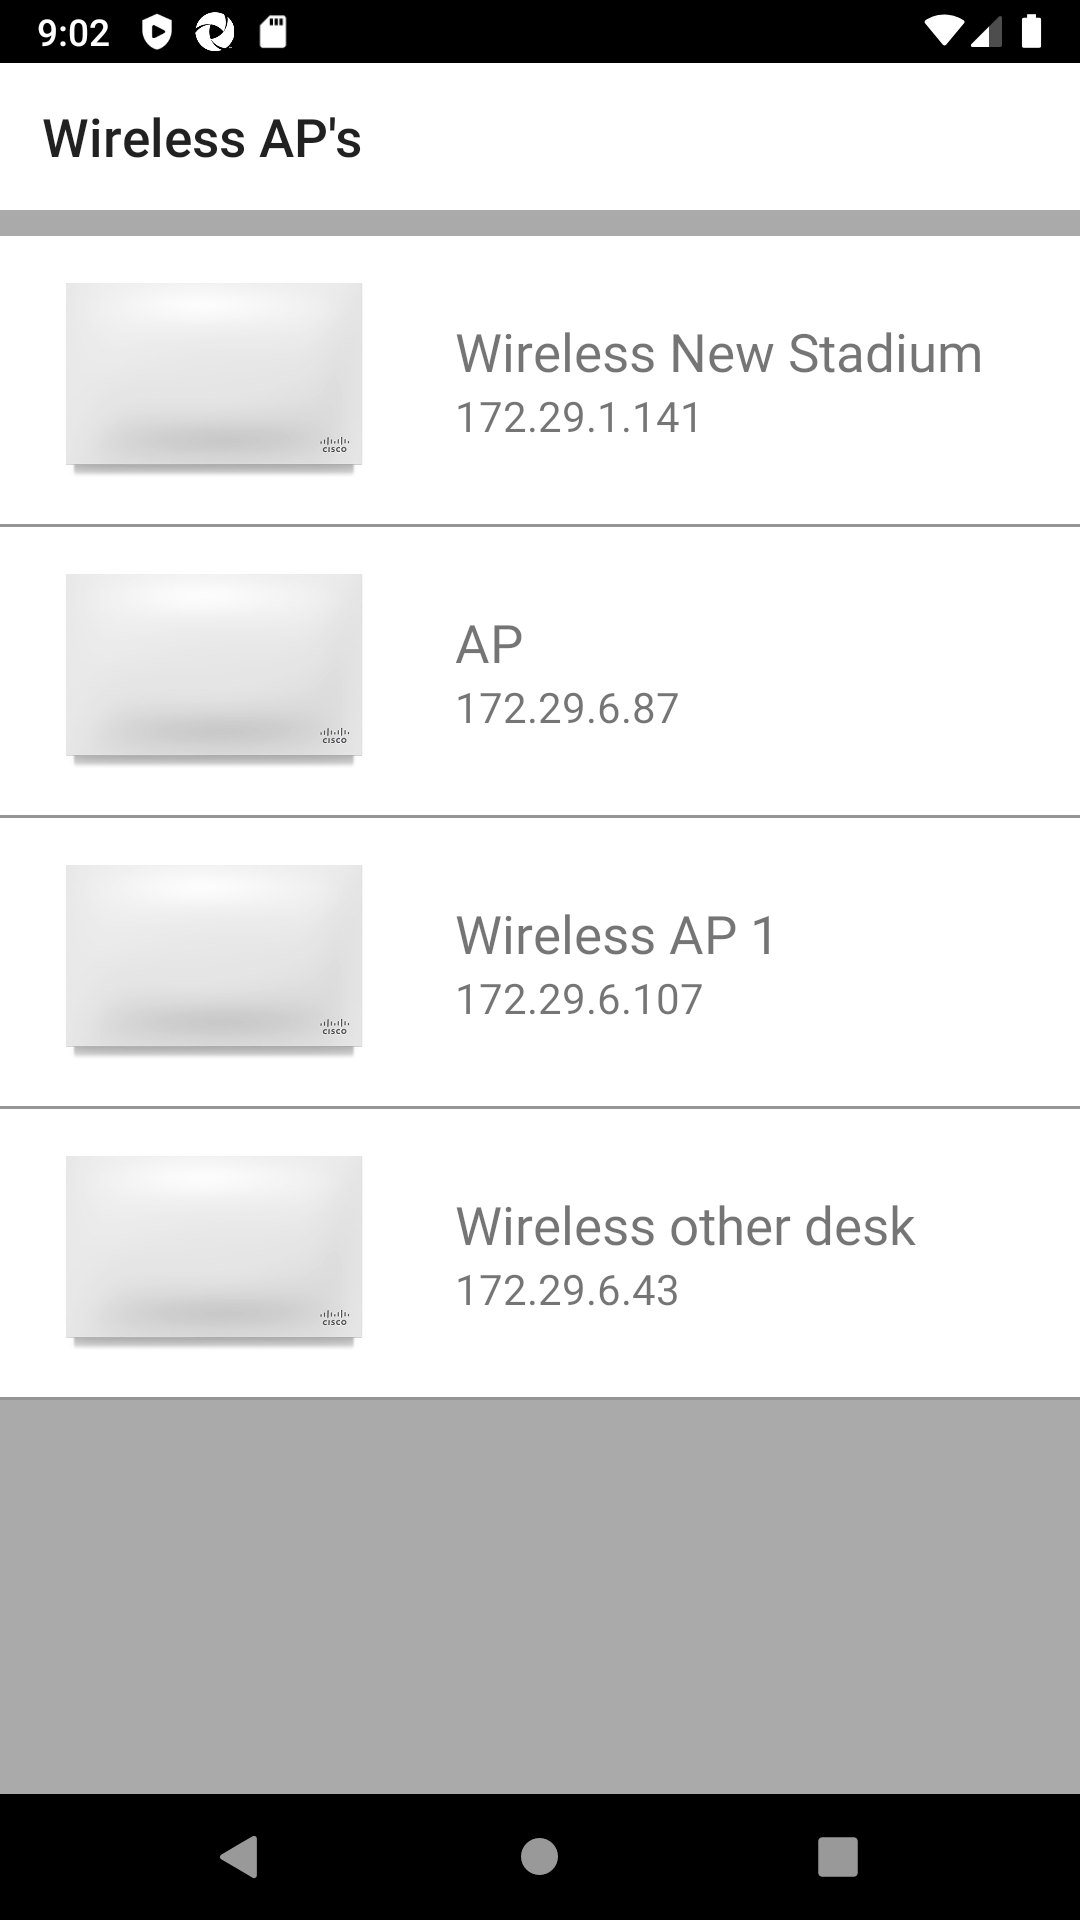 9:02
Wireless AP's
CISCO
Wireless New Stadium
172.29.1.141
CISCO
AP
172.29.6.87
CISCO
Wireless AP 1
172.29.6.107
CISCO
Wireless other desk
172.29.6.43